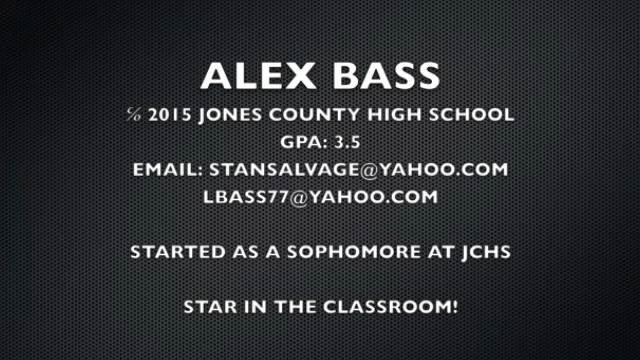 ALEX BASS
℅ 2015 JONES COUNTY HIGH SCHOOL
GPA: 3.5
EMAIL: STANSALVAGE@YAHOO.COM
LBASS77@YAHOO.COM
STARTED AS A SOPHOMORE AT JCHS
STAR IN THE CLASSROOM!